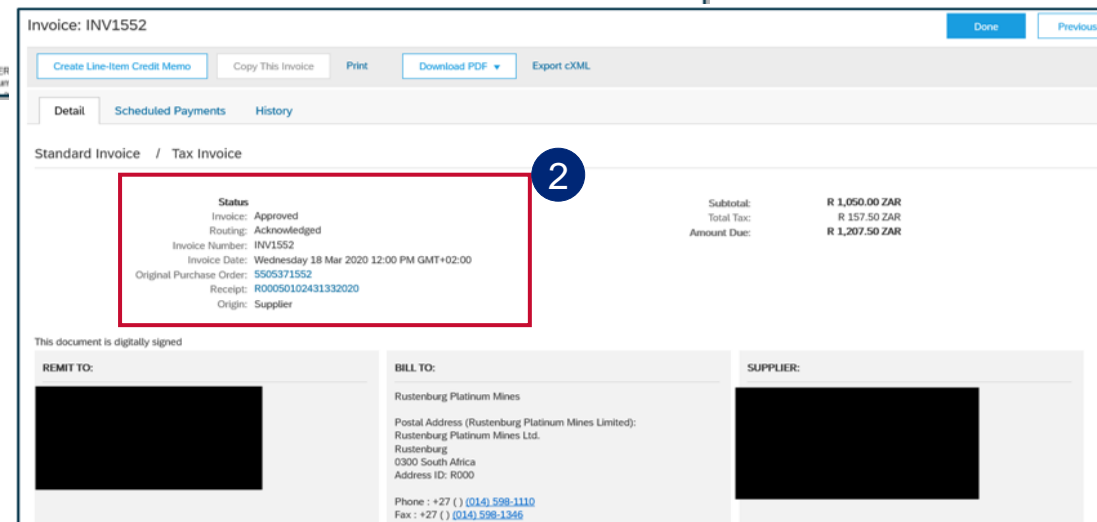 Invoice: INV1552
Done
Previous
Create Line-Item Credit Memo
Copy This Invoice
Print
Download PDF ▼
Export cXML
Detail
Scheduled Payments
History
Standard Invoice / Tax Invoice
2
Status
Invoice: Approved
Routing: Acknowledged
Invoice Number: INV1552
Invoice Date: Wednesday 18 Mar 2020 12:00 PM GMT+02:00
Original Purchase Order: 5505371552
Receipt: R00050102431332020
Origin: Supplier
Subtotal: R 1,050.00 ZAR
Total Tax: R 157.50 ZAR
Amount Due: R 1,207.50 ZAR
This document is digitally signed
REMIT TO:
BILL TO:
Rustenburg Platinum Mines
Postal Address (Rustenburg Platinum Mines Limited):
Rustenburg Platinum Mines Ltd.
Rustenburg
0300 South Africa
Address ID: R000
Phone : +27 ( ) (014) 598-1110
Fax : +27 ( ) (014) 598-1346
SUPPLIER: